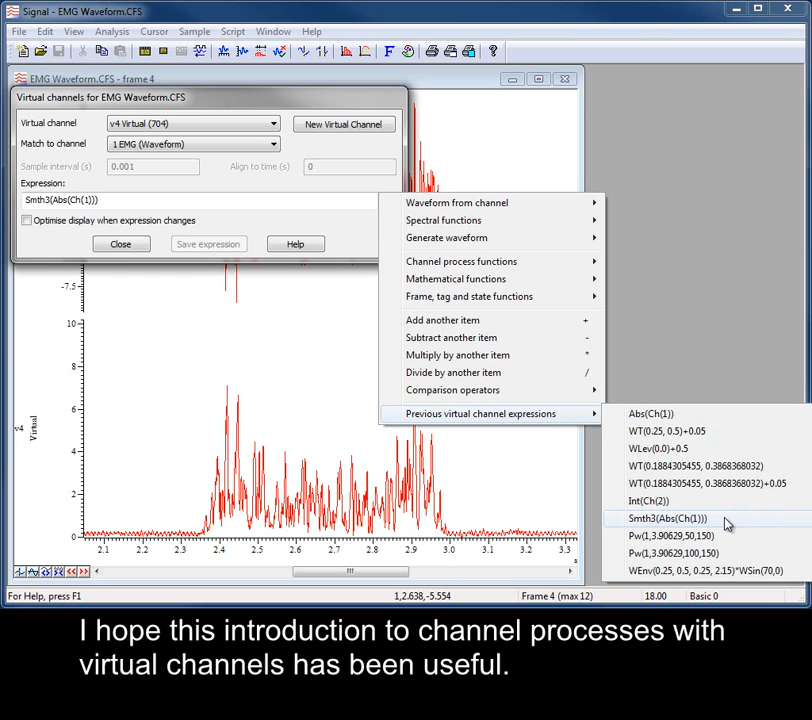 Signal - EMG Waveform.CFS
File Edit View Analysis Cursor Sample Script Window Help
EMG Waveform.CFS - frame 4
Virtual channels for EMG Waveform.CFS
Virtual channel v4 Virtual (704) New Virtual Channel
Match to channel 1 EMG (Waveform)
Sample interval (s) 0.001 Align to time (s) 0
Expression:
Smth3(Abs(Ch(1)))
Optimise display when expression changes
Close Save expression Help
Waveform from channel
Spectral functions
Generate waveform
Channel process functions
Mathematical functions
Frame, tag and state functions
Add another item +
Subtract another item -
Multiply by another item *
Divide by another item /
Comparison operators
Previous virtual channel expressions
Abs(Ch(1))
WT(0.25, 0.5)+0.05
WLev(0.0)+0.5
WT(0.1884305455, 0.3868368032)
WT(0.1884305455, 0.3868368032)+0.05
Int(Ch(2))
Smth3(Abs(Ch(1)))
Pw(1,3.90629,50,150)
Pw(1,3.90629,100,150)
WEnv(0.25, 0.5, 0.25, 2.15)*WSin(70,0)
-7.5
10
8
6
4
2
0
v4 Virtual
2.1 2.2 2.3 2.4 2.5 2.6 2.7 2.8 2.9 3.0 3.1 3.2 3.3
s
For Help, press F1 1,2.638,-5.554 Frame 4 (max 12) 18.00 Basic 0
I hope this introduction to channel processes with
virtual channels has been useful.